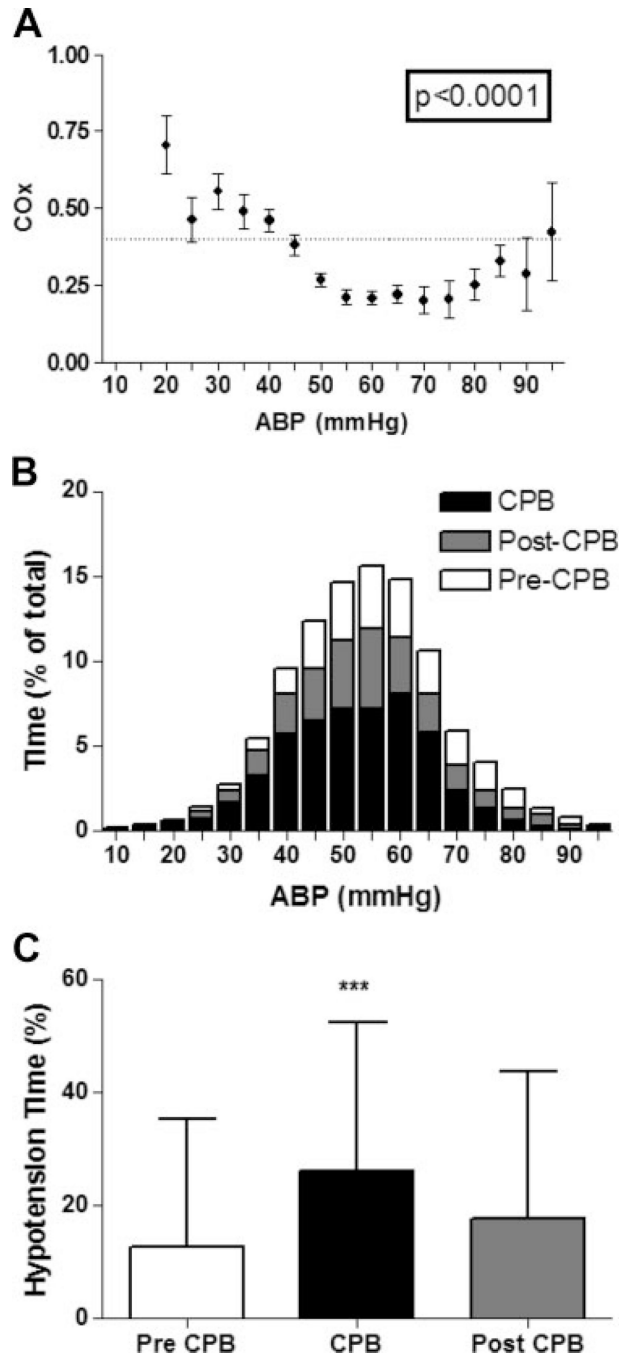 A
1.00
0.75
0.50
0.25
0.00
COx
p<0.0001
10 20 30 40 50 60 70 80 90
ABP (mmHg)
B
20
15
10
5
0
Time (% of total)
CPB
Post-CPB
Pre-CPB
10 20 30 40 50 60 70 80 90
ABP (mmHg)
C
60
40
20
0
Hypotension Time (%)
***
Pre CPB CPB Post CPB